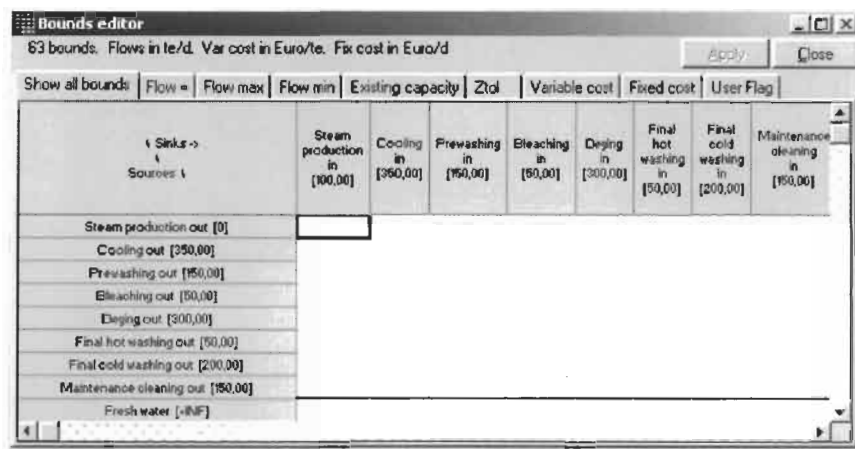 Bounds editor
63 bounds. Flows in te/d. Var cost in Euro/te. Fix cost in Euro/d
Apply
Close
Show all bounds
Flow =
Flow max
Flow min
Existing capacity
Ztol
Variable cost
Fixed cost
User Flag
Sinks ->
Sources
Steam
production
in
[100,00]
Cooling
in
[350,00]
Prewashing
in
[150,00]
Bleaching
in
[50,00]
Deging
in
[300,00]
Final
hot
washing
in
[50,00]
Final
cold
washing
in
[200,00]
Maintenance
cleaning
in
[150,00]
Steam production out [0]
Cooling out [350,00]
Prewashing out [150,00]
Bleaching out [50,00]
Deging out [300,00]
Final hot washing out [50,00]
Final cold washing out [200,00]
Maintenance cleaning out [150,00]
Fresh water [+INF]